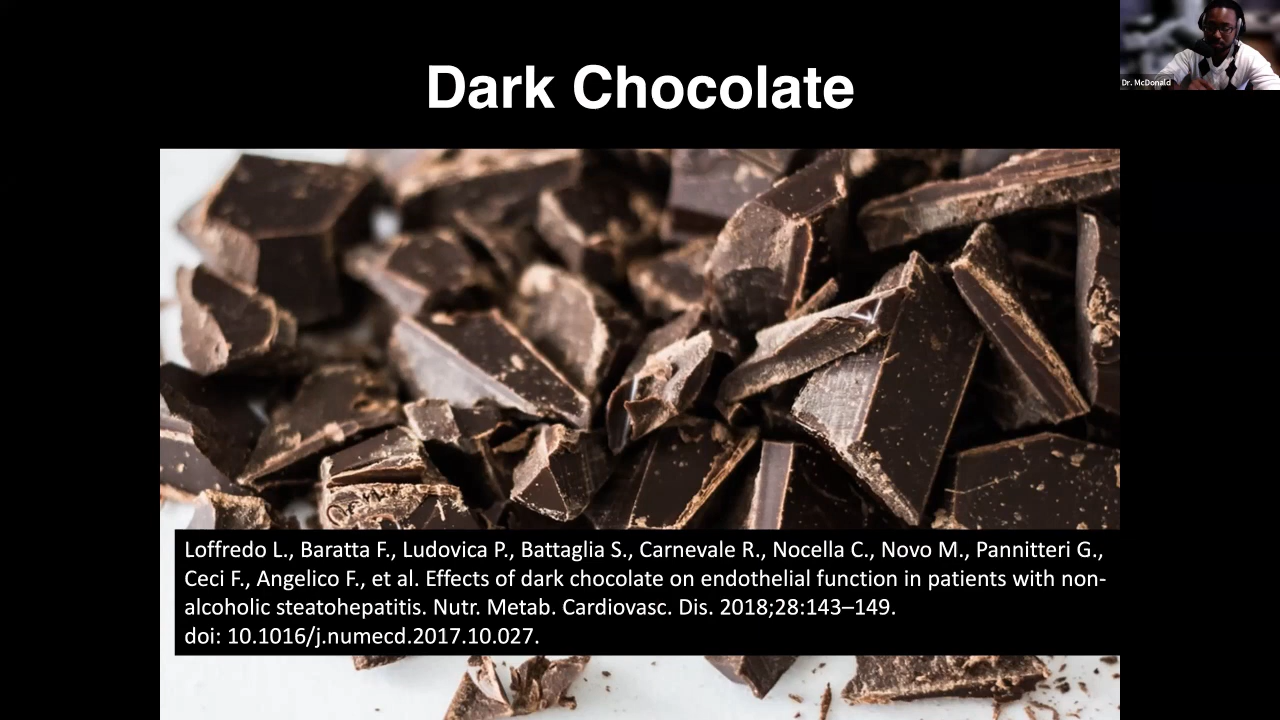 Dr. McDonald
Dark Chocolate
Loffredo L., Baratta F., Ludovica P., Battaglia S., Carnevale R., Nocella C., Novo M., Pannitteri G.,
Ceci F., Angelico F., et al. Effects of dark chocolate on endothelial function in patients with non-
alcoholic steatohepatitis. Nutr. Metab. Cardiovasc. Dis. 2018;28:143–149.
doi: 10.1016/j.numecd.2017.10.027.